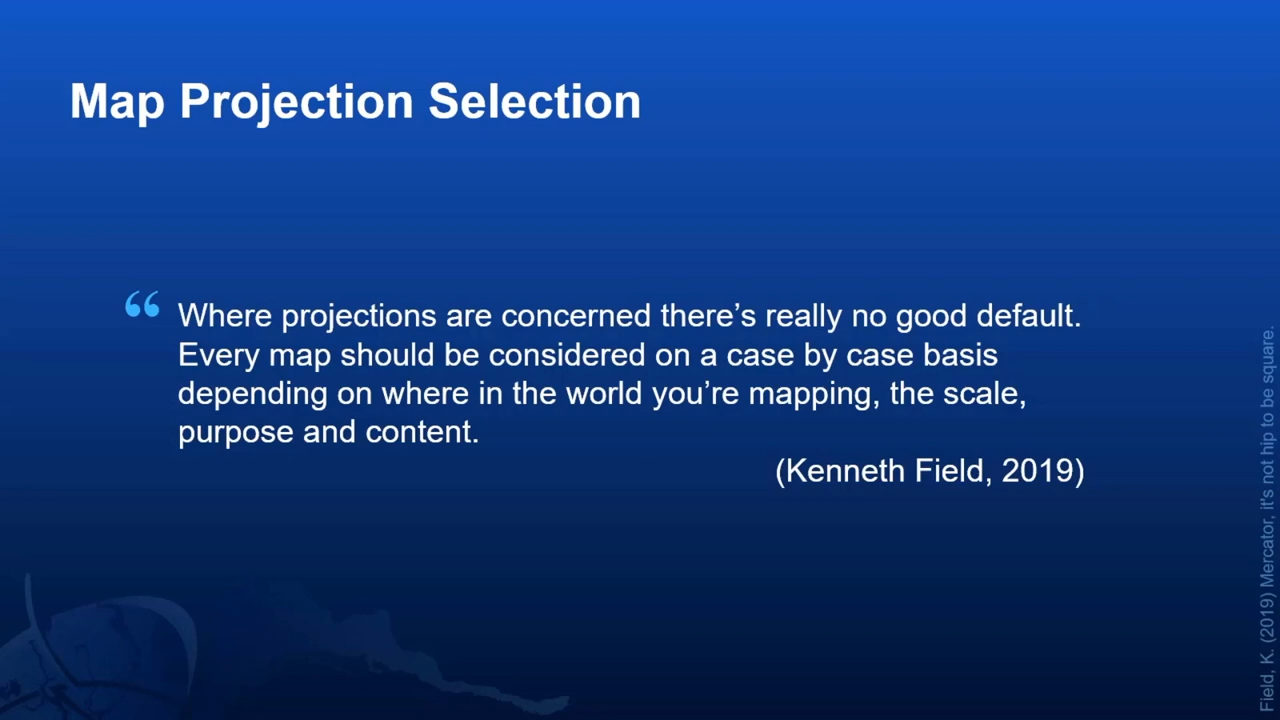 Map Projection Selection
“ Where projections are concerned there’s really no good default.
Every map should be considered on a case by case basis
depending on where in the world you’re mapping, the scale,
purpose and content.
(Kenneth Field, 2019)
Field, K. (2019) Mercator, it's not hip to be square.